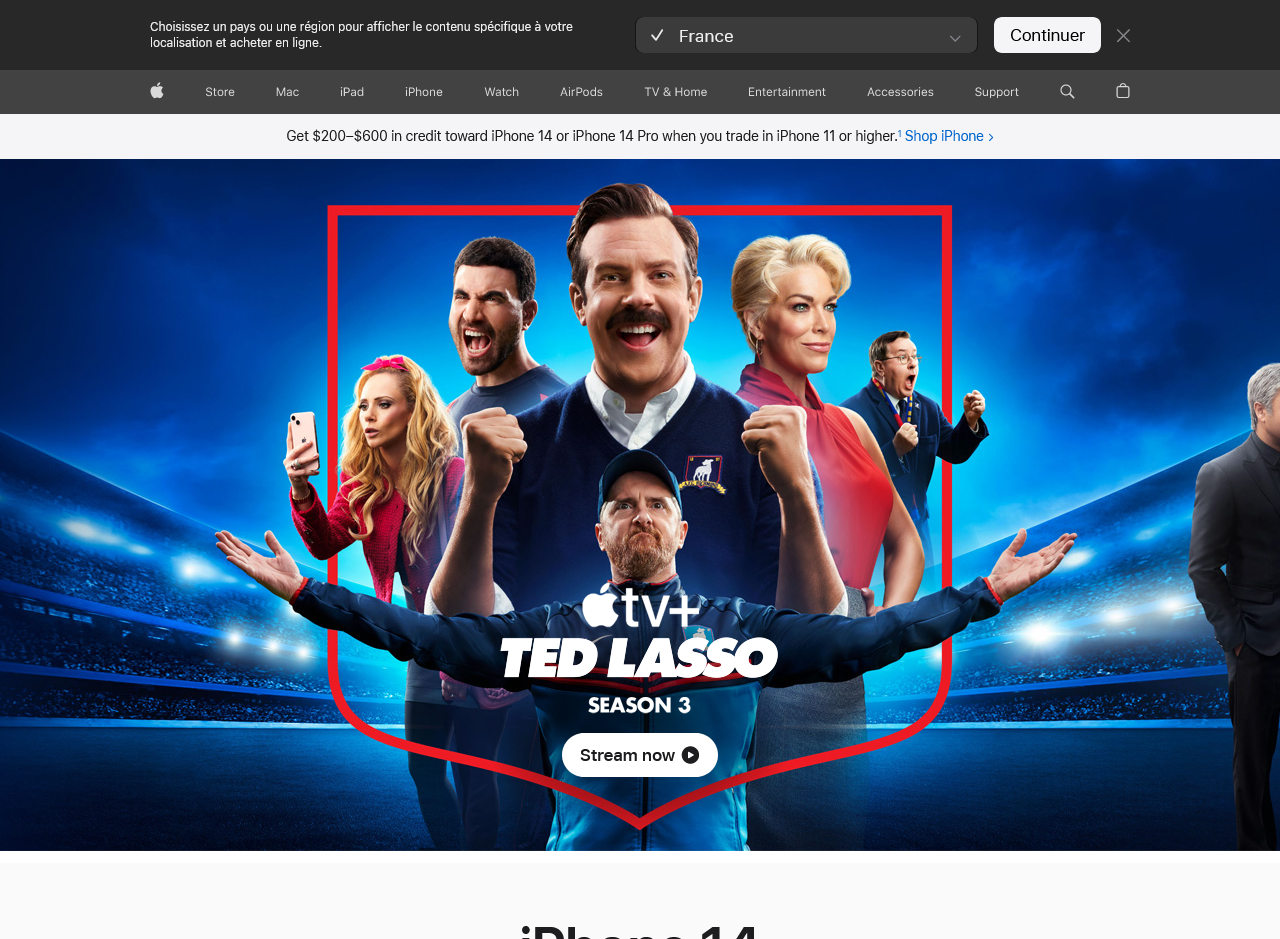 Choisissez un pays ou une région pour afficher le contenu spécifique à votre
localisation et acheter en ligne.
France
Continuer
Store
Mac
iPad
iPhone
Watch
AirPods
TV & Home
Entertainment
Accessories
Support
Get $200–$600 in credit toward iPhone 14 or iPhone 14 Pro when you trade in iPhone 11 or higher.¹ Shop iPhone >
tv+
TED LASSO
SEASON 3
Stream now
iPhone 14